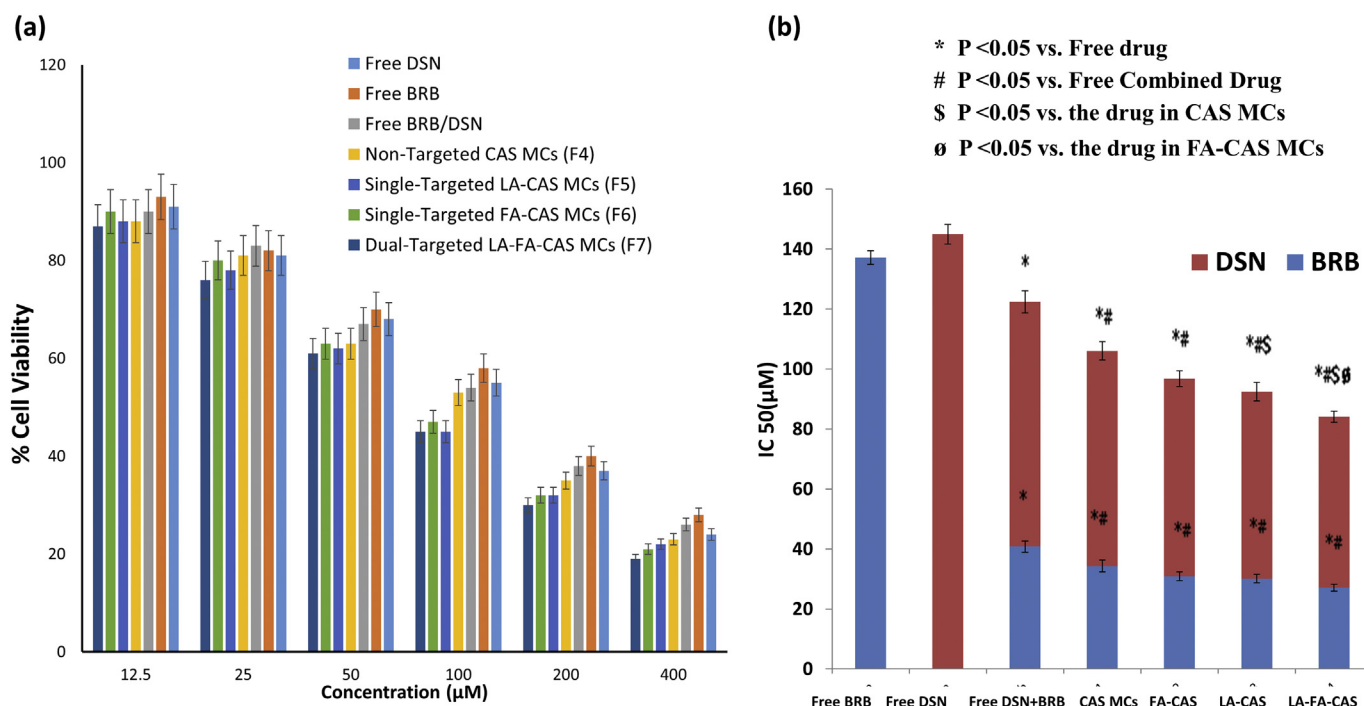 (a)
120
100
80
60
40
20
0
% Cell Viability
Free DSN
Free BRB
Free BRB/DSN
Non-Targeted CAS MCs (F4)
Single-Targeted LA-CAS MCs (F5)
Single-Targeted FA-CAS MCs (F6)
Dual-Targeted LA-FA-CAS MCs (F7)
12.5 25 50 100 200 400
Concentration (µM)
(b)
* P <0.05 vs. Free drug
# P <0.05 vs. Free Combined Drug
$ P <0.05 vs. the drug in CAS MCs
ø P <0.05 vs. the drug in FA-CAS MCs
160
140
120
100
80
60
40
20
0
IC 50(µM)
DSN BRB
*
*#
*#
*#$
*#$ø
*
*#
*#
*#
*#
Free BRB Free DSN Free DSN+BRB CAS MCs FA-CAS LA-CAS LA-FA-CAS